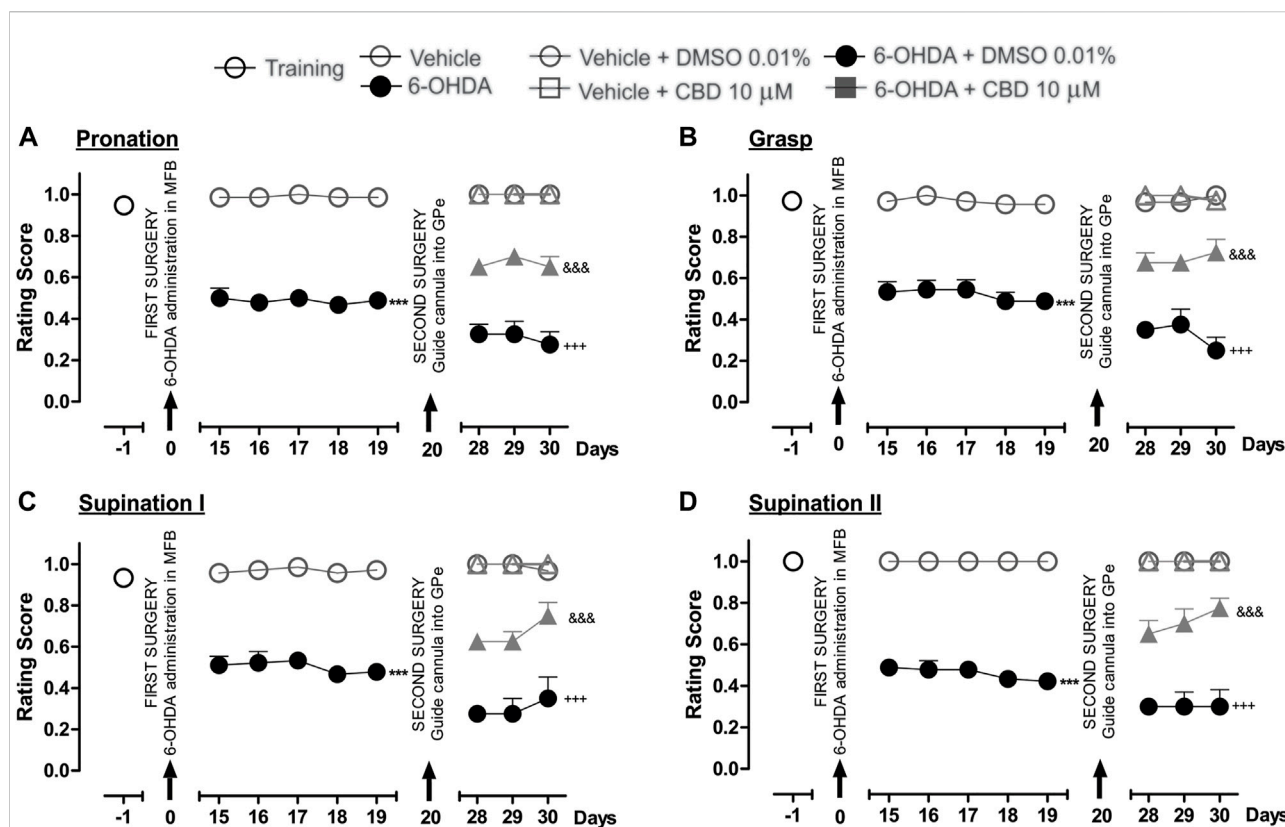 Training
Vehicle
6-OHDA
Vehicle + DMSO 0.01%
Vehicle + CBD 10 μM
6-OHDA + DMSO 0.01%
6-OHDA + CBD 10 μM
A Pronation
Rating Score
1.0
0.8
0.6
0.4
0.2
0.0
FIRST SURGERY
6-OHDA administration in MFB
***
SECOND SURGERY
Guide cannula into GPe
&&&
+++
-1 0 15 16 17 18 19 20 28 29 30 Days
B Grasp
Rating Score
1.0
0.8
0.6
0.4
0.2
0.0
FIRST SURGERY
6-OHDA administration in MFB
***
SECOND SURGERY
Guide cannula into GPe
&&&
+++
-1 0 15 16 17 18 19 20 28 29 30 Days
C Supination I
Rating Score
1.0
0.8
0.6
0.4
0.2
0.0
FIRST SURGERY
6-OHDA administration in MFB
***
SECOND SURGERY
Guide cannula into GPe
&&&
+++
-1 0 15 16 17 18 19 20 28 29 30 Days
D Supination II
Rating Score
1.0
0.8
0.6
0.4
0.2
0.0
FIRST SURGERY
6-OHDA administration in MFB
***
SECOND SURGERY
Guide cannula into GPe
&&&
+++
-1 0 15 16 17 18 19 20 28 29 30 Days